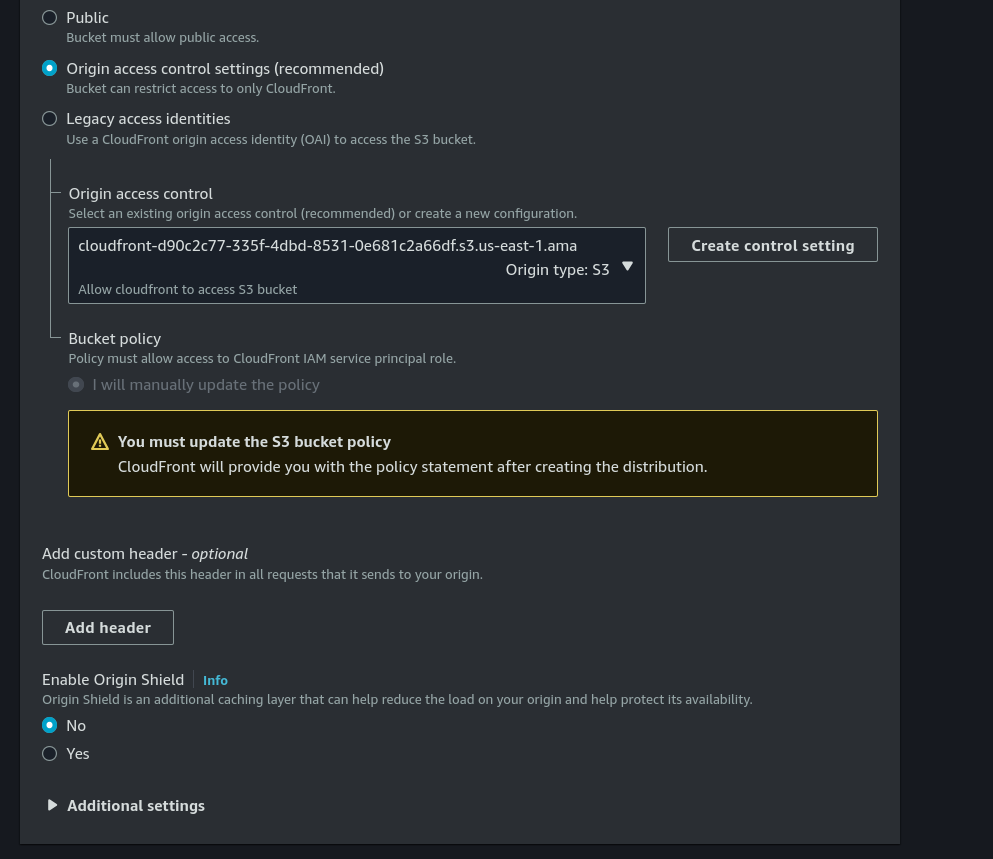 Public
Bucket must allow public access.
Origin access control settings (recommended)
Bucket can restrict access to only CloudFront.
Legacy access identities
Use a CloudFront origin access identity (OAI) to access the S3 bucket.
Origin access control
Select an existing origin access control (recommended) or create a new configuration.
cloudfront-d90c2c77-335f-4dbd-8531-0e681c2a66df.s3.us-east-1.ama
Origin type: S3
Allow cloudfront to access S3 bucket
Create control setting
Bucket policy
Policy must allow access to CloudFront IAM service principal role.
I will manually update the policy
You must update the S3 bucket policy
CloudFront will provide you with the policy statement after creating the distribution.
Add custom header - optional
CloudFront includes this header in all requests that it sends to your origin.
Add header
Enable Origin Shield Info
Origin Shield is an additional caching layer that can help reduce the load on your origin and help protect its availability.
No
Yes
Additional settings